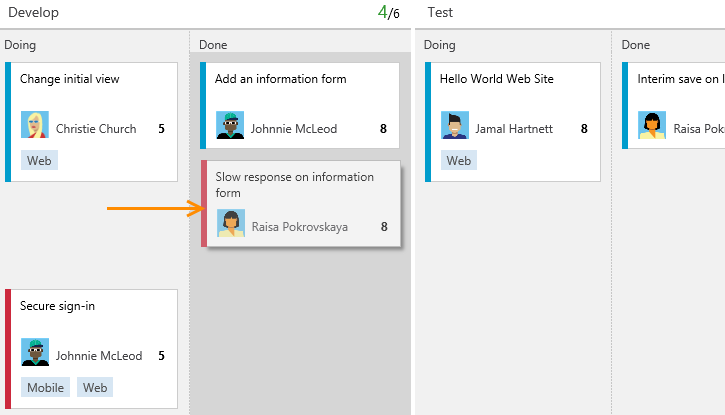 Develop
4/6
Doing
Done
Change initial view
Christie Church 5
Web
Secure sign-in
Johnnie McLeod 5
Mobile Web
Add an information form
Johnnie McLeod 8
Slow response on information
form
Raisa Pokrovskaya 8
Test
Doing
Done
Hello World Web Site
Jamal Hartnett 8
Web
Interim save on
Raisa